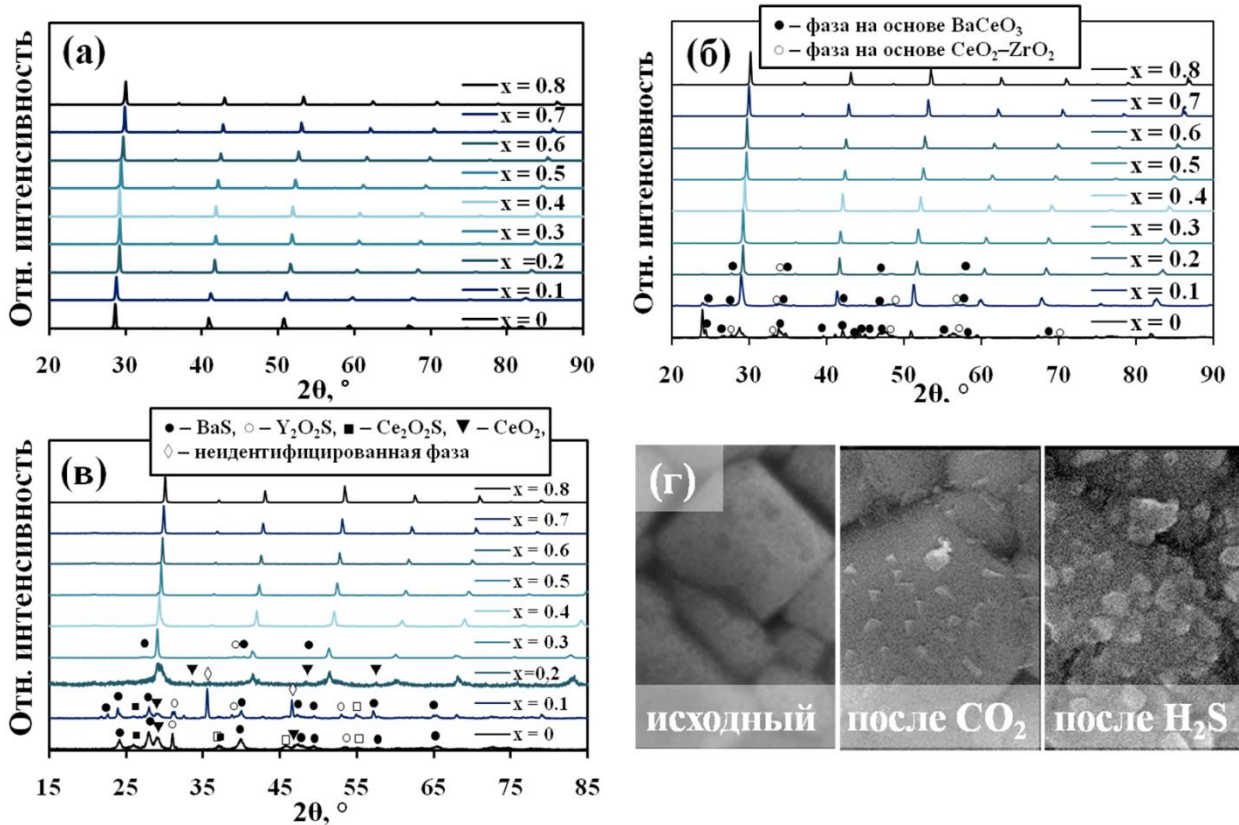 (а)
Отн. интенсивность
x = 0.8
x = 0.7
x = 0.6
x = 0.5
x = 0.4
x = 0.3
x =0.2
x = 0.1
x = 0
20 30 40 50 60 70 80 90
2θ, °
● – фаза на основе BaCeO₃
○ – фаза на основе CeO₂–ZrO₂
(б)
Отн. интенсивность
x = 0.8
x = 0.7
x = 0.6
x = 0.5
x = 0 .4
x = 0.3
x = 0.2
x = 0.1
x = 0
20 30 40 50 60 70 80 90
2θ, °
● – BaS, ○ – Y₂O₂S, ■ – Ce₂O₂S, ▼ – CeO₂,
◊ – неидентифицированная фаза
(в)
Отн. интенсивность
x = 0.8
x = 0.7
x = 0.6
x = 0.5
x = 0.4
x = 0.3
x=0,2
x = 0.1
x = 0
15 25 35 45 55 65 75 85
2θ, °
(г)
исходный
после CO₂
после H₂S